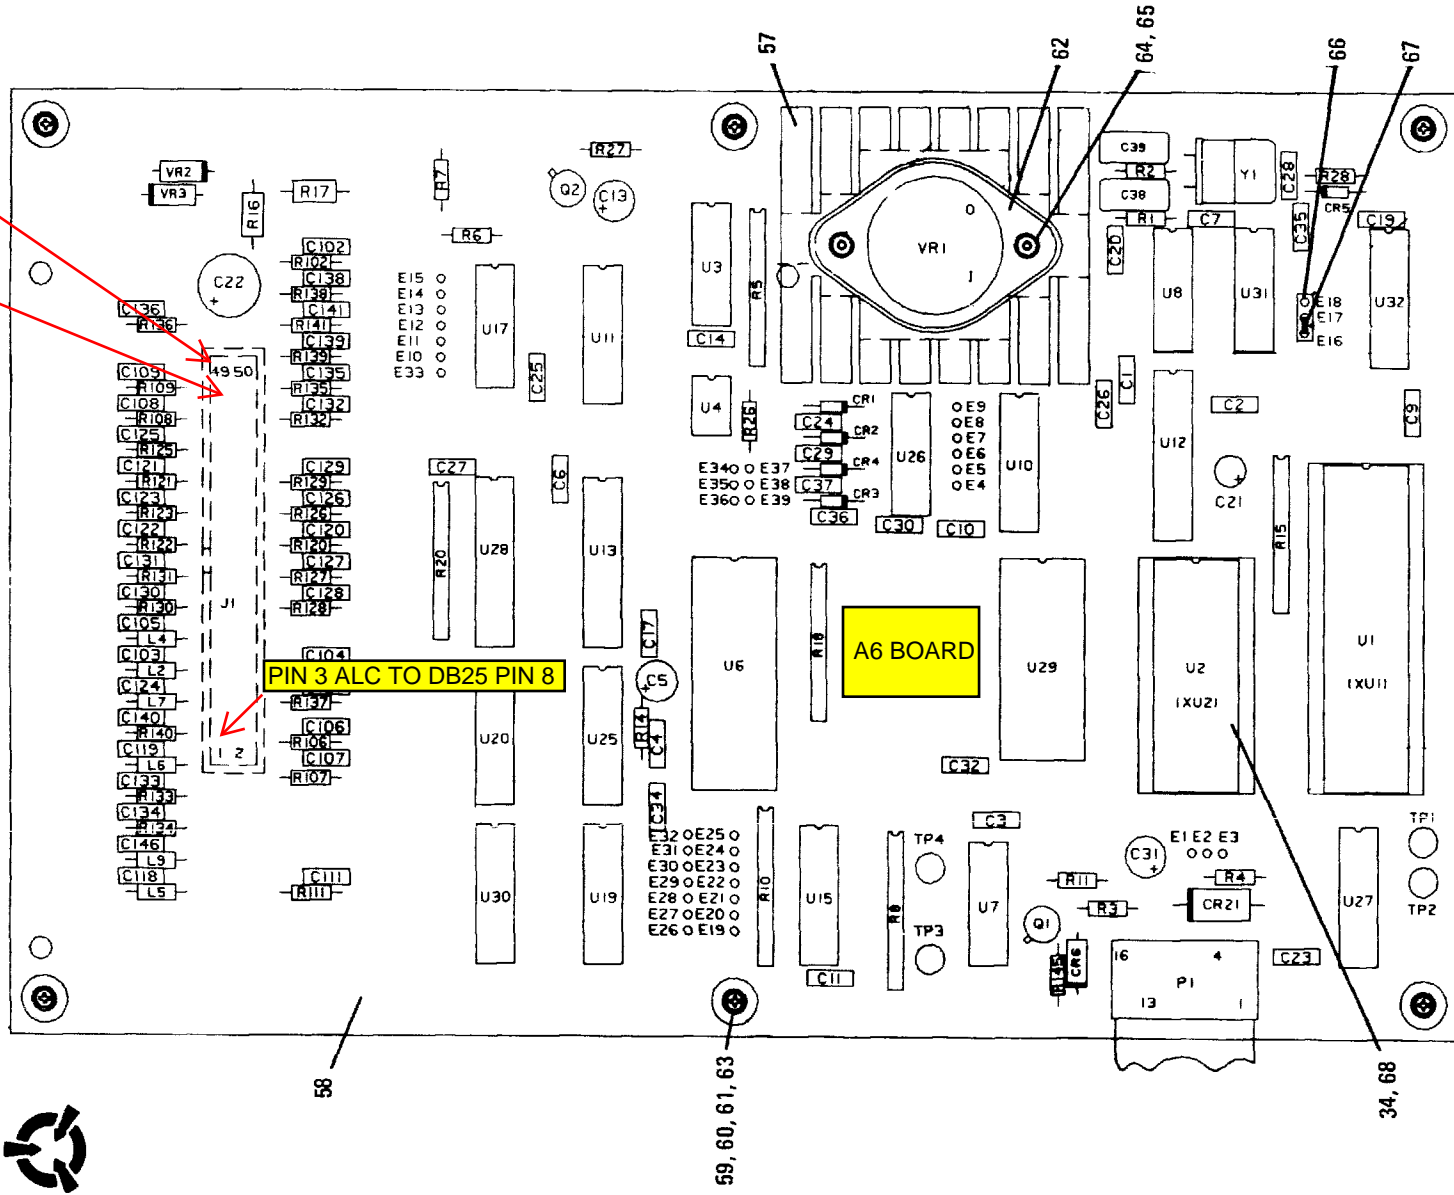 57
62
64, 65
66
67
VR2
VR3
R16
R17
C22
R7
R6
R27
Q2
C13
C102
R102
C138
R138
C141
R141
C139
R139
C135
R135
C132
R132
C129
R129
C126
R126
C120
R120
C127
R127
C128
R128
C104
R137
C106
R106
C107
R107
C111
R111
C136
R136
C109
R109
C108
R108
C125
R125
C121
R121
C123
R123
C122
R122
C131
R131
C130
R130
C105
L4
C103
L2
C124
L7
C140
R140
C119
L6
C133
R133
C134
R134
C146
L9
C118
L5
49 50
J1
1 2
PIN 3 ALC TO DB25 PIN 8
E15
E14
E13
E12
E11
E10
E33
U17
U11
C25
C27
C6
R20
U28
U13
U20
U25
U30
U19
C17
C5
R14
C4
C34
U3
R5
C14
U4
R26
VR1
O
I
E34 E37
E35 E38
E36 E39
CR1
C24
CR2
C29
CR4
C37
CR3
C36
U26
C30
E9
E8
E7
E6
E5
E4
U10
C10
U6
R18
A6 BOARD
U29
C32
E32 E25
E31 E24
E30 E23
E29 E22
E28 E21
E27 E20
E26 E19
R10
U15
C11
R8
TP4
TP3
C3
U7
C39
R2
C38
R1
Y1
C28
R28
CR5
C7
C35
C19
C20
U8
U31
E18
E17
E16
U32
C1
C26
C2
C9
U12
C21
R15
U2
(XU2)
U1
(XU1)
C31
E1 E2 E3
R11
R4
R3
CR21
Q1
R145
CR6
16 4
P1
13 1
C23
U27
TP1
TP2
58
59, 60, 61, 63
34, 68